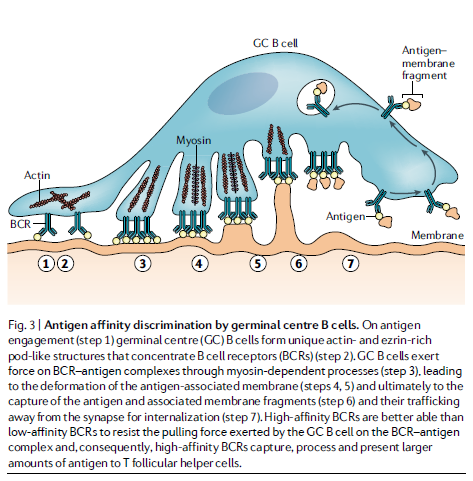 GC B cell
Antigen–
membrane
fragment
Myosin
Actin
BCR
Antigen
Membrane
1 2 3 4 5 6 7
Fig. 3 | Antigen affinity discrimination by germinal centre B cells. On antigen
engagement (step 1) germinal centre (GC) B cells form unique actin- and ezrin-rich
pod-like structures that concentrate B cell receptors (BCRs) (step 2). GC B cells exert
force on BCR–antigen complexes through myosin-dependent processes (step 3), leading
to the deformation of the antigen-associated membrane (steps 4, 5) and ultimately to the
capture of the antigen and associated membrane fragments (step 6) and their trafficking
away from the synapse for internalization (step 7). High-affinity BCRs are better able than
low-affinity BCRs to resist the pulling force exerted by the GC B cell on the BCR–antigen
complex and, consequently, high-affinity BCRs capture, process and present larger
amounts of antigen to T follicular helper cells.